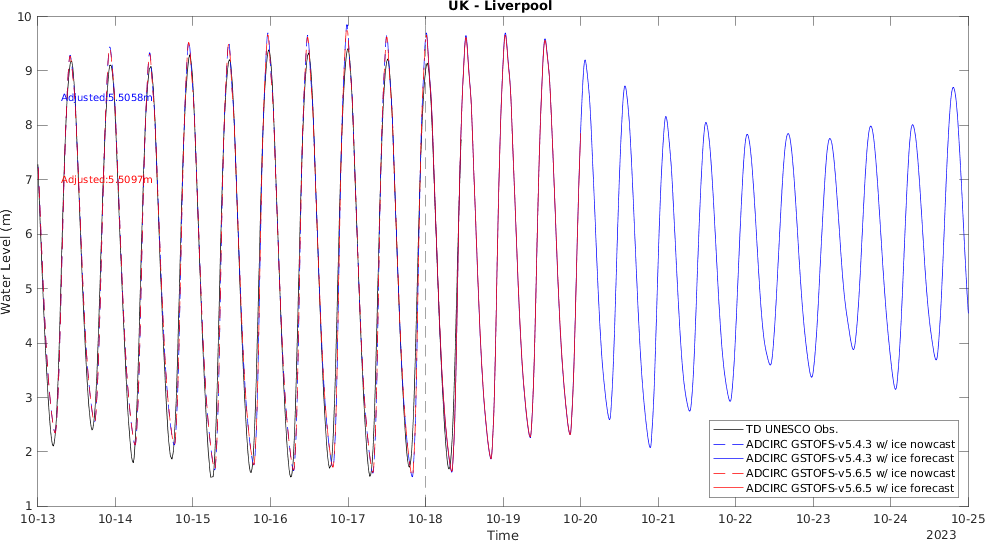 UK - Liverpool
10
9
8
7
6
5
4
3
2
1
Water Level (m)
Adjusted:5.5058m
Adjusted:5.5097m
TD UNESCO Obs.
ADCIRC GSTOFS-v5.4.3 w/ ice nowcast
ADCIRC GSTOFS-v5.4.3 w/ ice forecast
ADCIRC GSTOFS-v5.6.5 w/ ice nowcast
ADCIRC GSTOFS-v5.6.5 w/ ice forecast
10-13 10-14 10-15 10-16 10-17 10-18 10-19 10-20 10-21 10-22 10-23 10-24 10-25
Time
2023